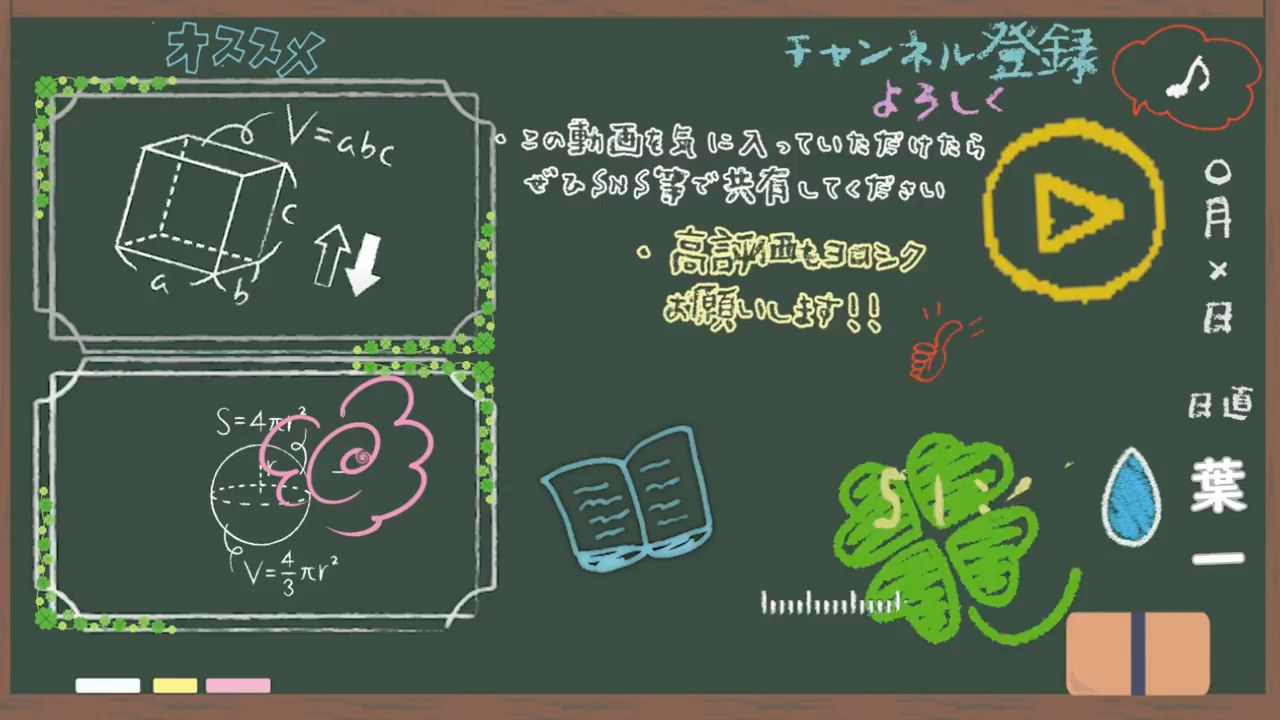 オススメ
V=abc
c
a
b
S=4πr²
r
V=4/3πr²
チャンネル登録
よろしく
・この動画を気に入っていただけたら
ぜひSNS等で共有してください
・高評価もヨロシク
お願いします!!
〇月×日
日直
葉一